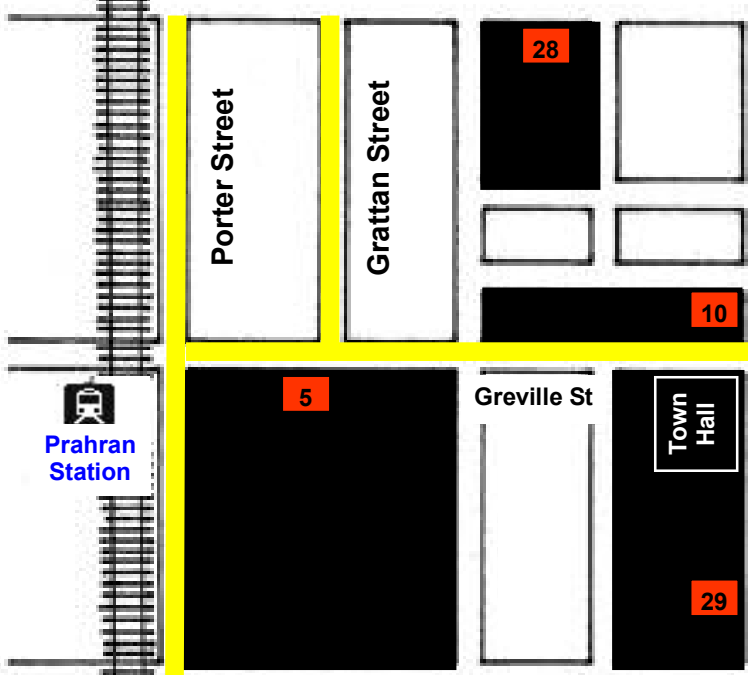 28
Porter Street
Grattan Street
10
5
Greville St
Town
Hall
Prahran
Station
29